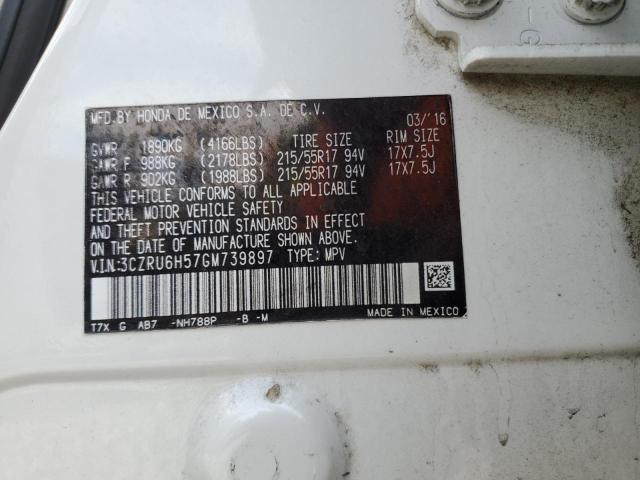 MFD. BY HONDA DE MEXICO S.A. DE C.V. 03/'16
GVWR 1890KG (4166LBS) TIRE SIZE RIM SIZE
GAWR F 988KG (2178LBS) 215/55R17 94V 17X7.5J
GAWR R 902KG (1988LBS) 215/55R17 94V 17X7.5J
THIS VEHICLE CONFORMS TO ALL APPLICABLE
FEDERAL MOTOR VEHICLE SAFETY
AND THEFT PREVENTION STANDARDS IN EFFECT
ON THE DATE OF MANUFACTURE SHOWN ABOVE.
V.I.N:3CZRU6H57GM739897 TYPE: MPV
T7X G AB7 -NH788P -B -M MADE IN MEXICO